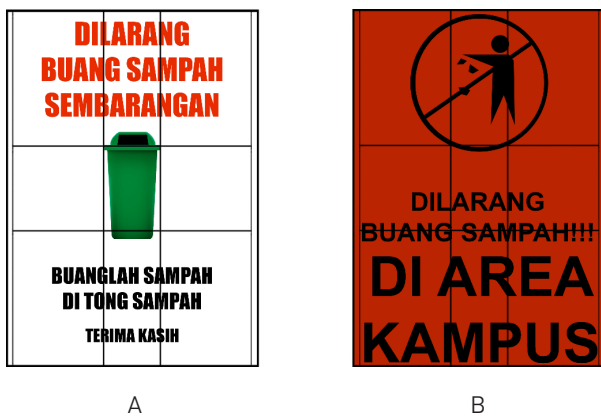 DILARANG
BUANG SAMPAH
SEMBARANGAN
BUANGLAH SAMPAH
DI TONG SAMPAH
TERIMA KASIH
A
DILARANG
BUANG SAMPAH!!!
DI AREA
KAMPUS
B